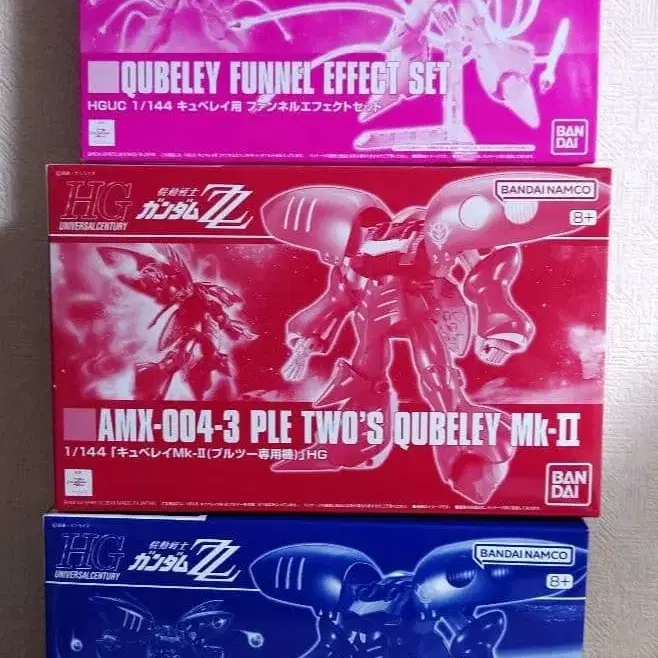 QUBELEY FUNNEL EFFECT SET
HGUC 1/144 キュベレイ用 ファンネルエフェクトセット
BAN
DAI
HG
UNIVERSAL CENTURY
機動戦士
ガンダムZZ
BANDAI NAMCO
8+
AMX-004-3 PLE TWO'S QUBELEY Mk-II
1/144「キュベレイMk-II(プルツー専用機)」HG
BAN
DAI
HG
UNIVERSAL CENTURY
機動戦士
ガンダムZZ
BANDAI NAMCO
8+